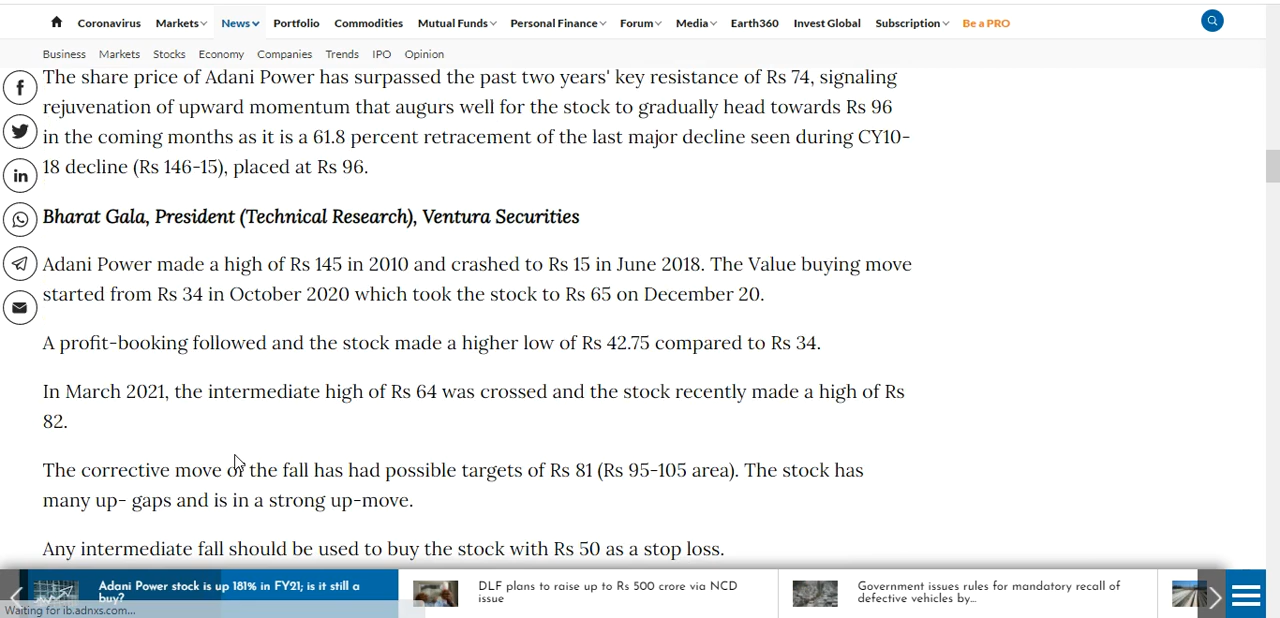 Coronavirus Markets News Portfolio Commodities Mutual Funds Personal Finance Forum Media Earth360 Invest Global Subscription Be a PRO
Business Markets Stocks Economy Companies Trends IPO Opinion
The share price of Adani Power has surpassed the past two years' key resistance of Rs 74, signaling
rejuvenation of upward momentum that augurs well for the stock to gradually head towards Rs 96
in the coming months as it is a 61.8 percent retracement of the last major decline seen during CY10-
18 decline (Rs 146-15), placed at Rs 96.
Bharat Gala, President (Technical Research), Ventura Securities
Adani Power made a high of Rs 145 in 2010 and crashed to Rs 15 in June 2018. The Value buying move
started from Rs 34 in October 2020 which took the stock to Rs 65 on December 20.
A profit-booking followed and the stock made a higher low of Rs 42.75 compared to Rs 34.
In March 2021, the intermediate high of Rs 64 was crossed and the stock recently made a high of Rs
82.
The corrective move of the fall has had possible targets of Rs 81 (Rs 95-105 area). The stock has
many up- gaps and is in a strong up-move.
Any intermediate fall should be used to buy the stock with Rs 50 as a stop loss.
Adani Power stock is up 181% in FY21; is it still a
buy?
DLF plans to raise up to Rs 500 crore via NCD
issue
Government issues rules for mandatory recall of
defective vehicles by...
Waiting for ib.adnxs.com...